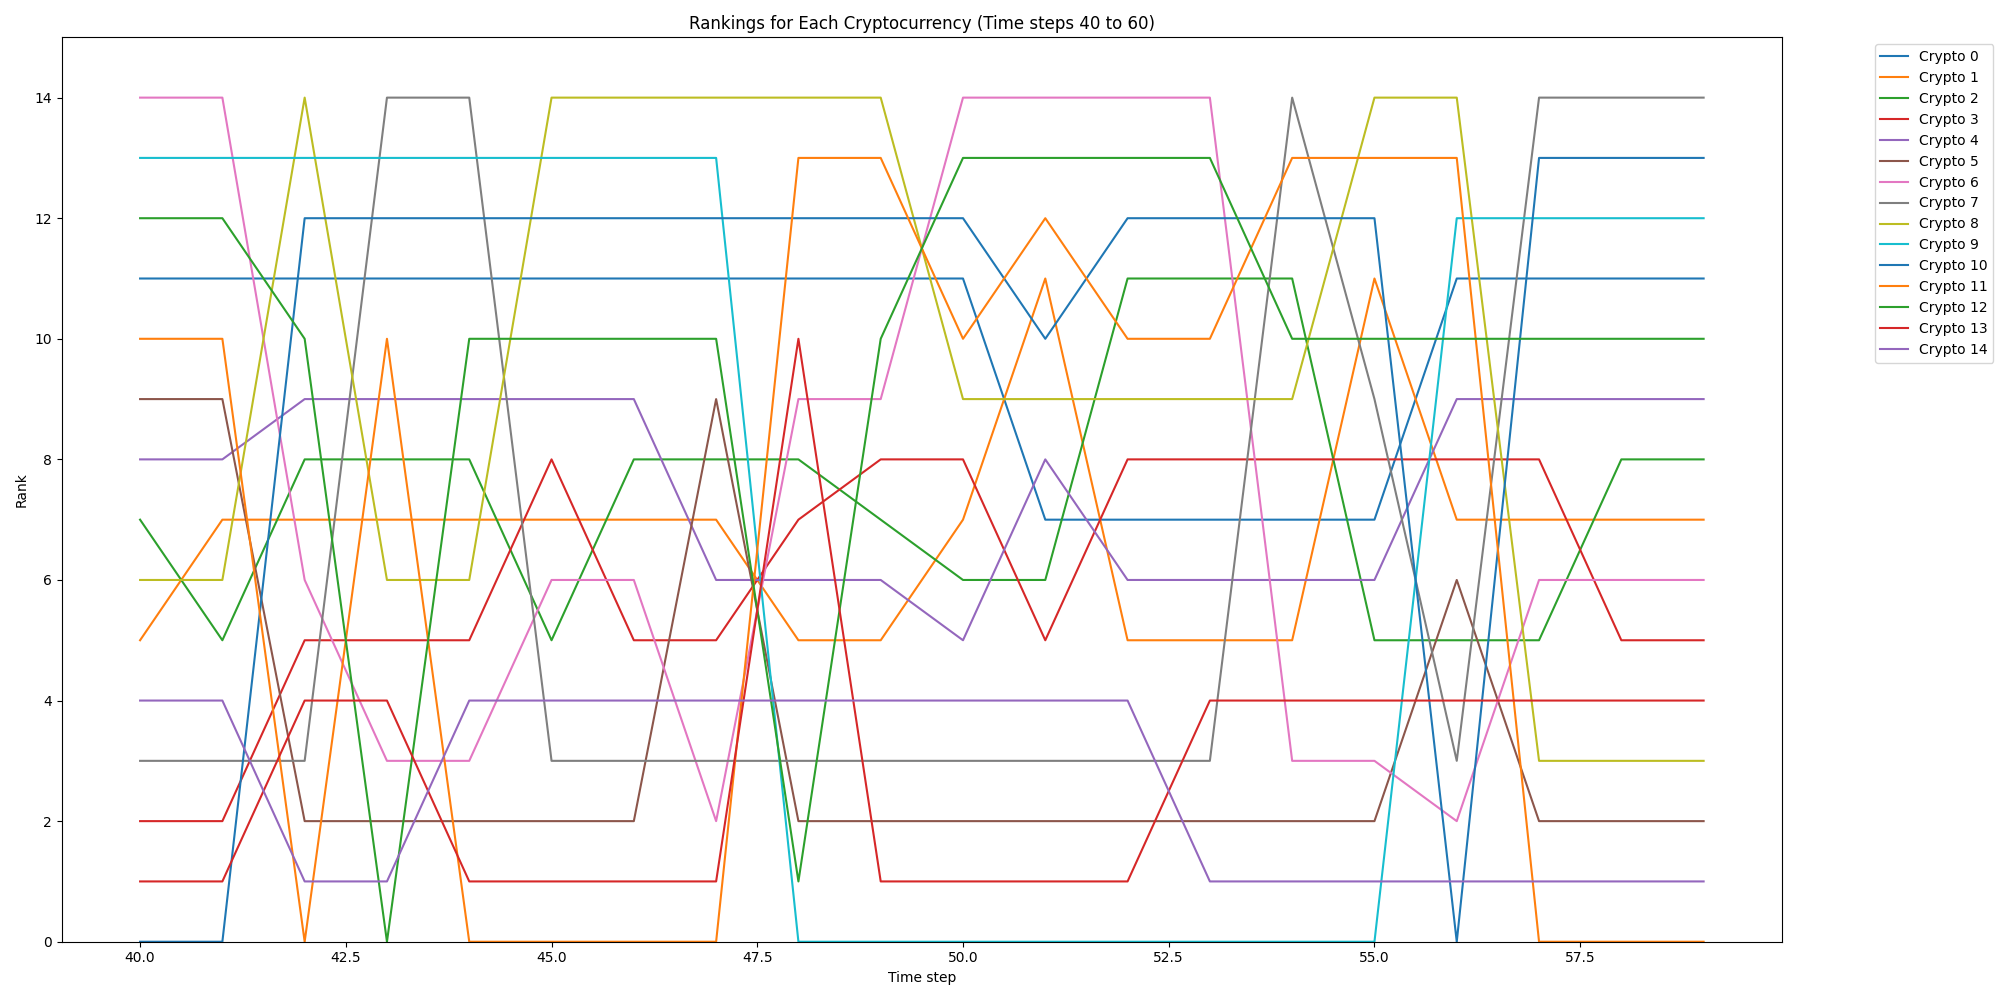 Rankings for Each Cryptocurrency (Time steps 40 to 60)
Rank
14
12
10
8
6
4
2
0
40.0 42.5 45.0 47.5 50.0 52.5 55.0 57.5
Time step
Crypto 0
Crypto 1
Crypto 2
Crypto 3
Crypto 4
Crypto 5
Crypto 6
Crypto 7
Crypto 8
Crypto 9
Crypto 10
Crypto 11
Crypto 12
Crypto 13
Crypto 14